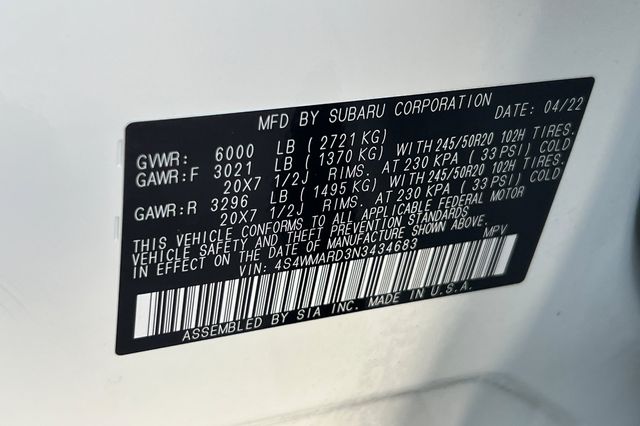 MFD BY SUBARU CORPORATION DATE: 04/22
GVWR: 6000 LB ( 2721 KG)
GAWR:F 3021 LB ( 1370 KG) WITH 245/50R20 102H TIRES.
20X7 1/2J RIMS. AT 230 KPA ( 33 PSI) COLD
GAWR:R 3296 LB ( 1495 KG) WITH 245/50R20 102H TIRES.
20X7 1/2J RIMS. AT 230 KPA ( 33 PSI) COLD
THIS VEHICLE CONFORMS TO ALL APPLICABLE FEDERAL MOTOR
VEHICLE SAFETY AND THEFT PREVENTION STANDARDS
IN EFFECT ON THE DATE OF MANUFACTURE SHOWN ABOVE.
VIN: 4S4WMARD3N3434683 MPV
ASSEMBLED BY SIA INC. MADE IN U.S.A.